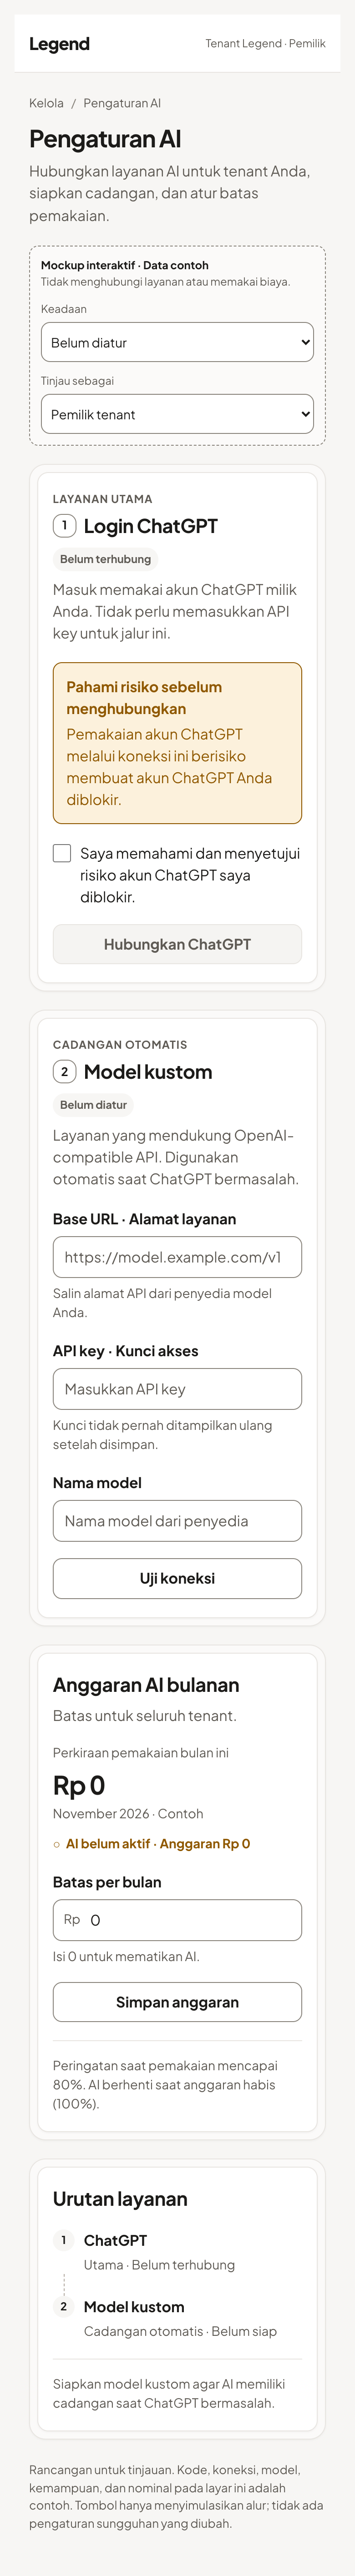 Legend
Tenant Legend · Pemilik
Kelola / Pengaturan AI
Pengaturan AI
Hubungkan layanan AI untuk tenant Anda,
siapkan cadangan, dan atur batas
pemakaian.
Mockup interaktif · Data contoh
Tidak menghubungi layanan atau memakai biaya.
Keadaan
Belum diatur
Tinjau sebagai
Pemilik tenant
LAYANAN UTAMA
1 Login ChatGPT
Belum terhubung
Masuk memakai akun ChatGPT milik
Anda. Tidak perlu memasukkan API
key untuk jalur ini.
Pahami risiko sebelum
menghubungkan
Pemakaian akun ChatGPT
melalui koneksi ini berisiko
membuat akun ChatGPT Anda
diblokir.
Saya memahami dan menyetujui
risiko akun ChatGPT saya
diblokir.
Hubungkan ChatGPT
CADANGAN OTOMATIS
2 Model kustom
Belum diatur
Layanan yang mendukung OpenAI-
compatible API. Digunakan
otomatis saat ChatGPT bermasalah.
Base URL · Alamat layanan
https://model.example.com/v1
Salin alamat API dari penyedia model
Anda.
API key · Kunci akses
Masukkan API key
Kunci tidak pernah ditampilkan ulang
setelah disimpan.
Nama model
Nama model dari penyedia
Uji koneksi
Anggaran AI bulanan
Batas untuk seluruh tenant.
Perkiraan pemakaian bulan ini
Rp 0
November 2026 · Contoh
○ AI belum aktif · Anggaran Rp 0
Batas per bulan
Rp 0
Isi 0 untuk mematikan AI.
Simpan anggaran
Peringatan saat pemakaian mencapai
80%. AI berhenti saat anggaran habis
(100%).
Urutan layanan
1 ChatGPT
Utama · Belum terhubung
2 Model kustom
Cadangan otomatis · Belum siap
Siapkan model kustom agar AI memiliki
cadangan saat ChatGPT bermasalah.
Rancangan untuk tinjauan. Kode, koneksi, model,
kemampuan, dan nominal pada layar ini adalah
contoh. Tombol hanya menyimulasikan alur; tidak ada
pengaturan sungguhan yang diubah.